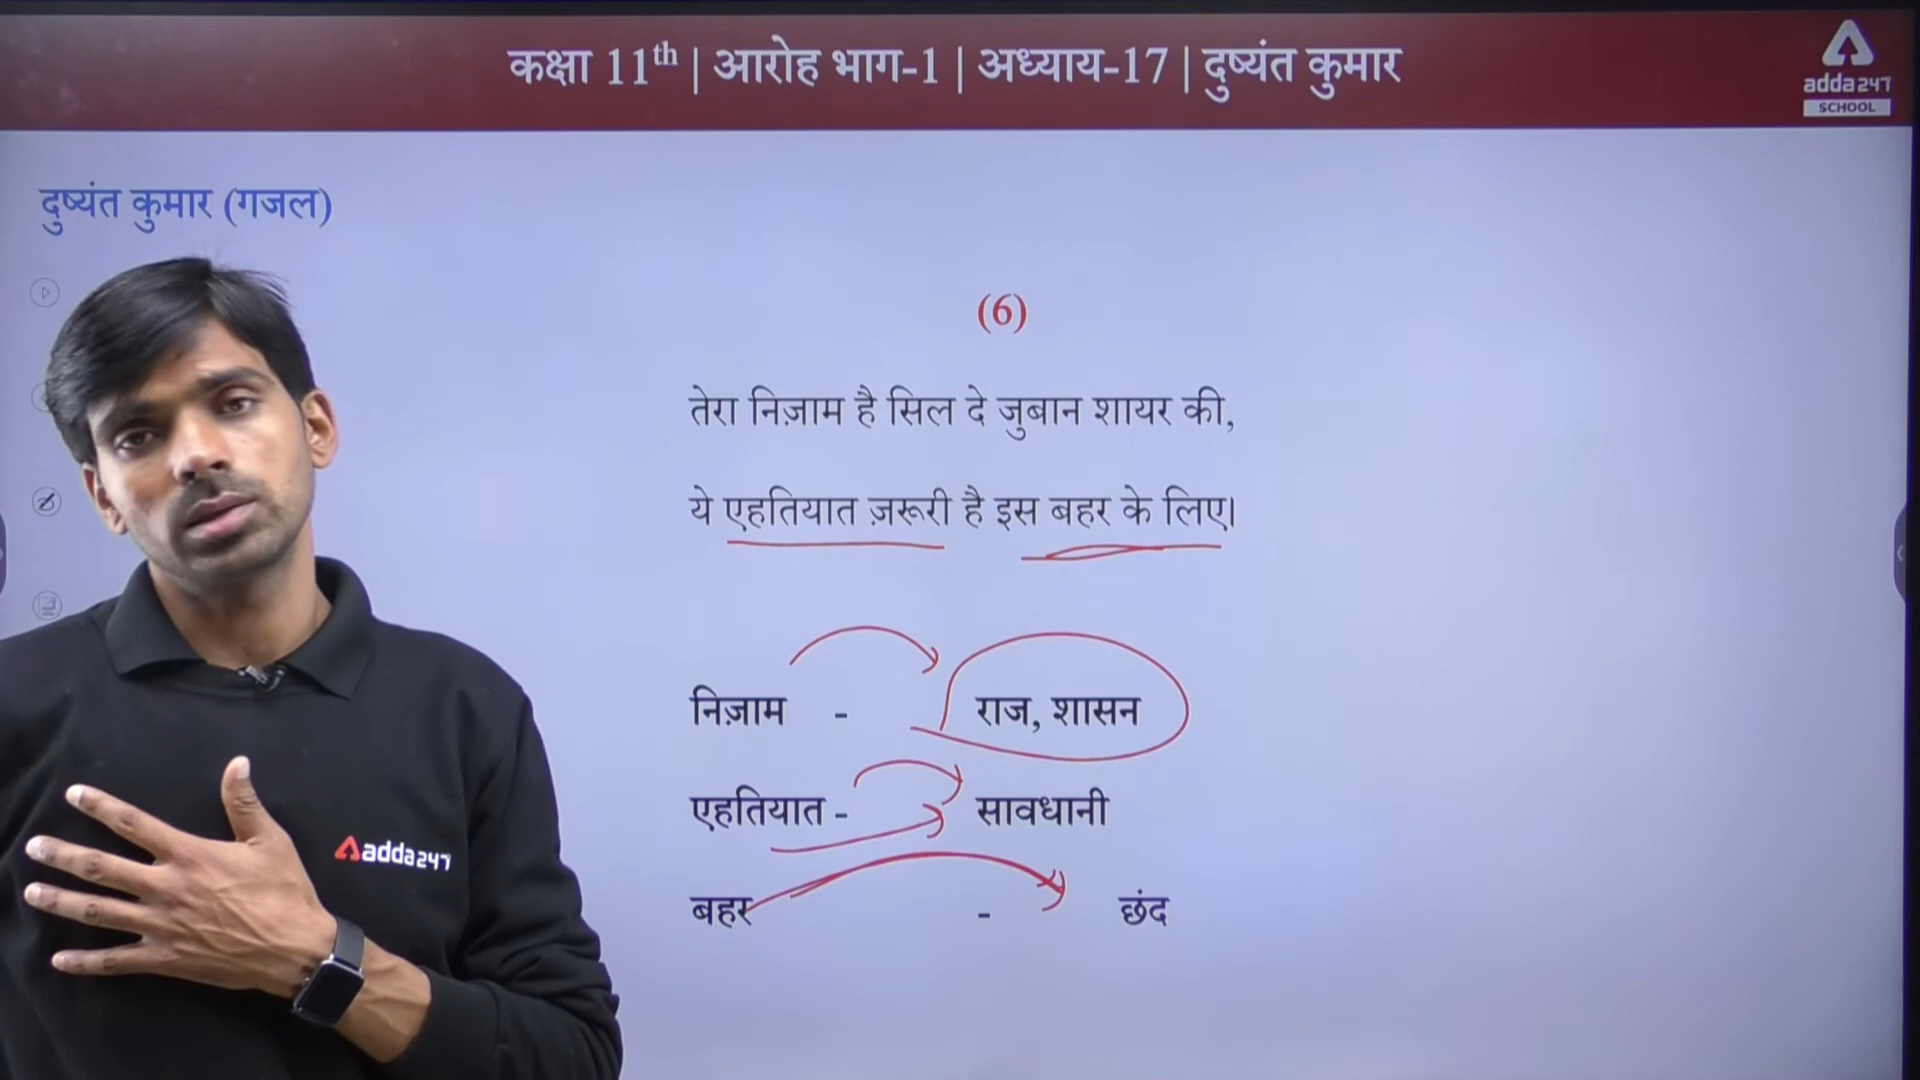 कक्षा 11th | आरोह भाग-1 | अध्याय-17 | दुष्यंत कुमार
adda247
SCHOOL
दुष्यंत कुमार (गजल)
(6)
तेरा निज़ाम है सिल दे जुबान शायर की,
ये एहतियात ज़रूरी है इस बहर के लिए।
निज़ाम - राज, शासन
एहतियात - सावधानी
बहर - छंद
adda247